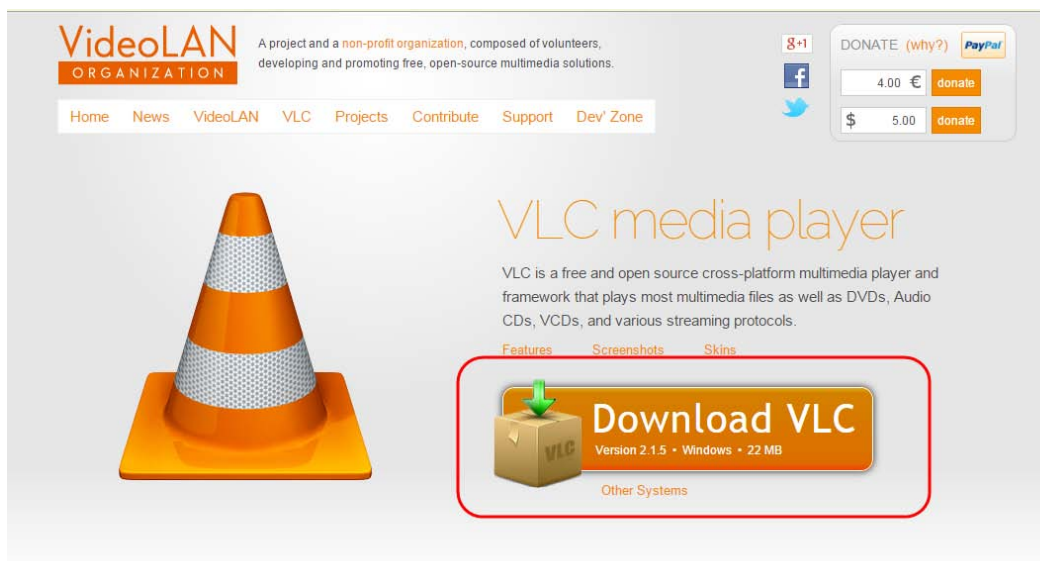 VideoLAN
ORGANIZATION
A project and a non-profit organization, composed of volunteers,
developing and promoting free, open-source multimedia solutions.
g+1
DONATE (why?) PayPal
4.00 € donate
$ 5.00 donate
Home News VideoLAN VLC Projects Contribute Support Dev' Zone
VLC media player
VLC is a free and open source cross-platform multimedia player and
framework that plays most multimedia files as well as DVDs, Audio
CDs, VCDs, and various streaming protocols.
Features Screenshots Skins
Download VLC
Version 2.1.5 • Windows • 22 MB
VLC
Other Systems